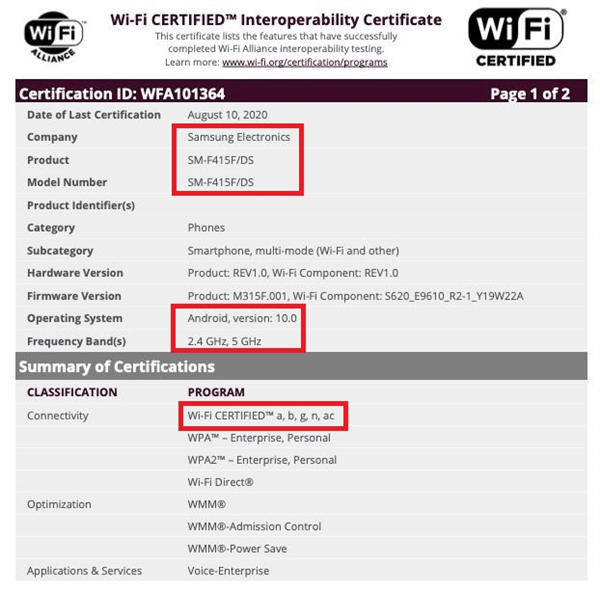 Wi Fi
ALLIANCE
Wi-Fi CERTIFIED™ Interoperability Certificate
This certificate lists the features that have successfully
completed Wi-Fi Alliance interoperability testing.
Learn more: www.wi-fi.org/certification/programs
Wi Fi
CERTIFIED
Certification ID: WFA101364 Page 1 of 2
Date of Last Certification August 10, 2020
Company Samsung Electronics
Product SM-F415F/DS
Model Number SM-F415F/DS
Product Identifier(s)
Category Phones
Subcategory Smartphone, multi-mode (Wi-Fi and other)
Hardware Version Product: REV1.0, Wi-Fi Component: REV1.0
Firmware Version Product: M315F.001, Wi-Fi Component: S620_E9610_R2-1_Y19W22A
Operating System Android, version: 10.0
Frequency Band(s) 2.4 GHz, 5 GHz
Summary of Certifications
CLASSIFICATION PROGRAM
Connectivity Wi-Fi CERTIFIED™ a, b, g, n, ac
WPA™ – Enterprise, Personal
WPA2™ – Enterprise, Personal
Wi-Fi Direct®
Optimization WMM®
WMM®-Admission Control
WMM®-Power Save
Applications & Services Voice-Enterprise